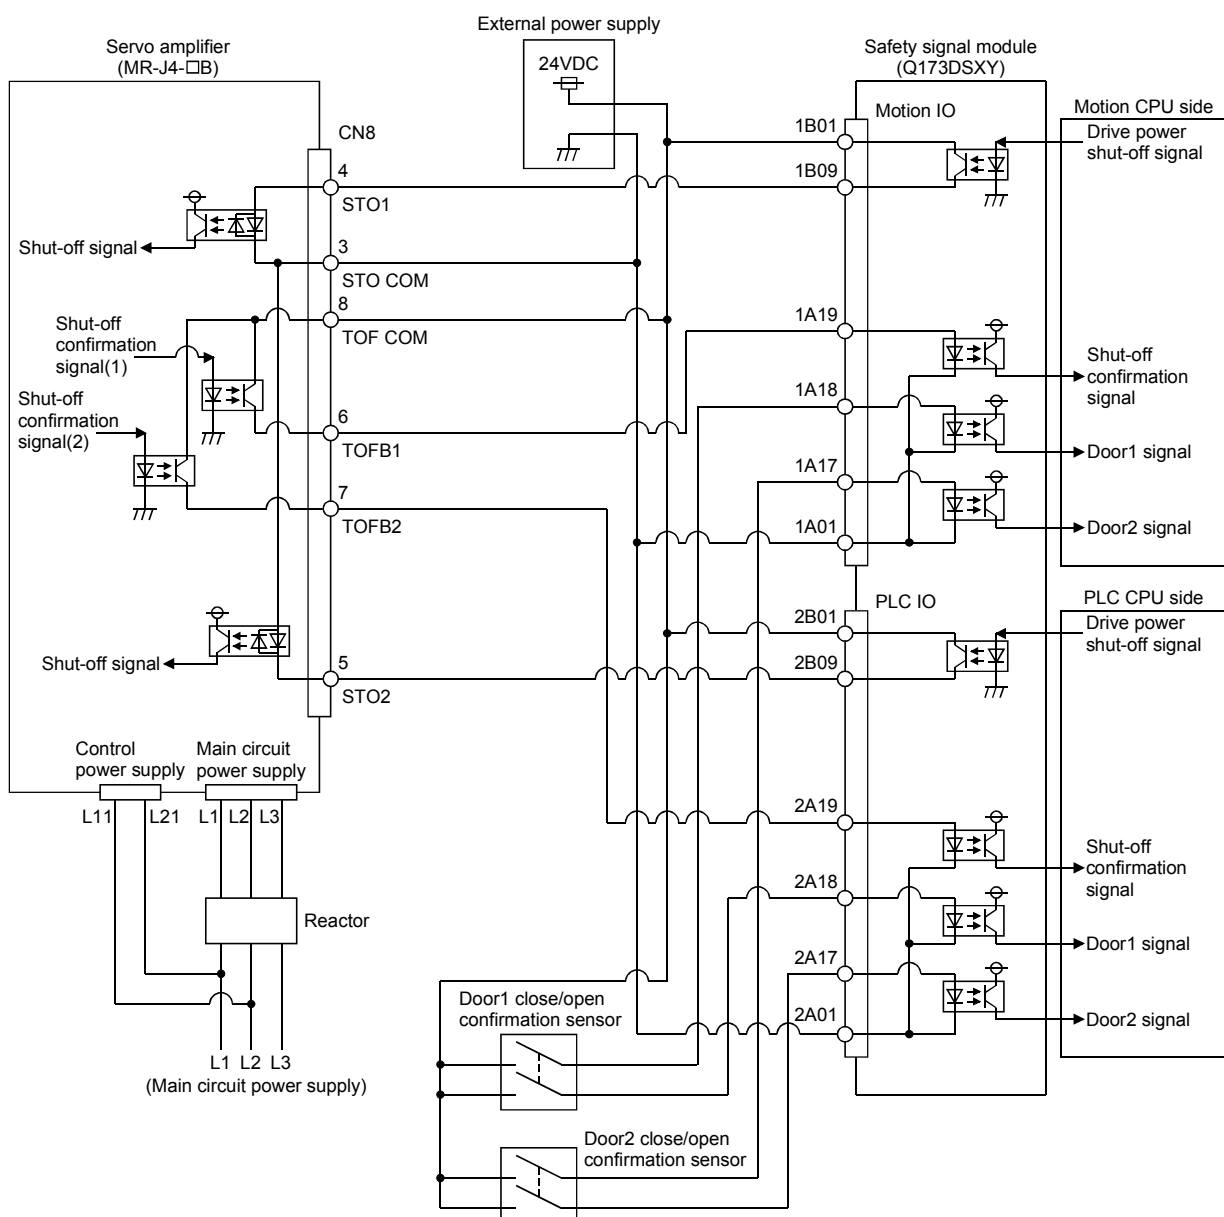 External power supply
24VDC
Servo amplifier
(MR-J4-□B)
CN8
4
STO1
Shut-off signal
3
STO COM
8
TOF COM
Shut-off
confirmation
signal(1)
Shut-off
confirmation
signal(2)
6
TOFB1
7
TOFB2
Shut-off signal
5
STO2
Control
power supply
Main circuit
power supply
L11
L21
L1
L2
L3
Reactor
L1 L2 L3
(Main circuit power supply)
Safety signal module
(Q173DSXY)
Motion IO
1B01
1B09
1A19
1A18
1A17
1A01
Motion CPU side
Drive power
shut-off signal
Shut-off
confirmation
signal
Door1 signal
Door2 signal
PLC IO
2B01
2B09
2A19
2A18
2A17
2A01
PLC CPU side
Drive power
shut-off signal
Shut-off
confirmation
signal
Door1 signal
Door2 signal
Door1 close/open
confirmation sensor
Door2 close/open
confirmation sensor